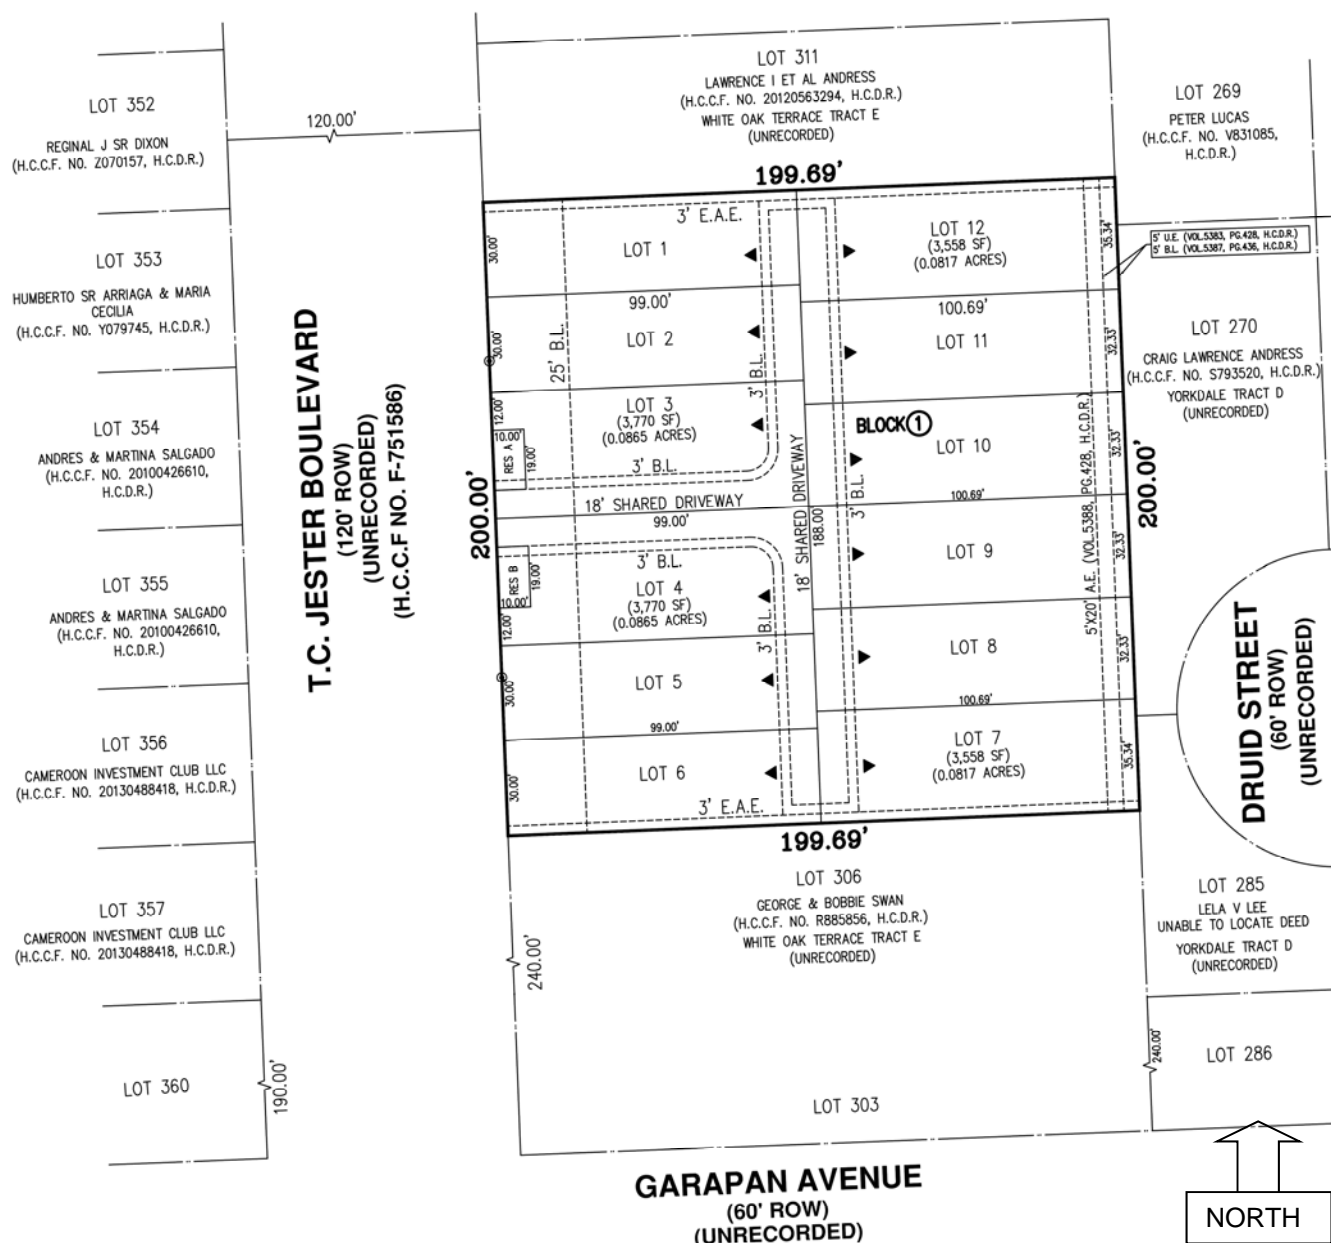 LOT 352
REGINAL J SR DIXON
(H.C.C.F. NO. Z070157, H.C.D.R.)
LOT 353
HUMBERTO SR ARRIAGA & MARIA
CECILIA
(H.C.C.F. NO. Y079745, H.C.D.R.)
LOT 354
ANDRES & MARTINA SALGADO
(H.C.C.F. NO. 20100426610,
H.C.D.R.)
LOT 355
ANDRES & MARTINA SALGADO
(H.C.C.F. NO. 20100426610,
H.C.D.R.)
LOT 356
CAMEROON INVESTMENT CLUB LLC
(H.C.C.F. NO. 20130488418, H.C.D.R.)
LOT 357
CAMEROON INVESTMENT CLUB LLC
(H.C.C.F. NO. 20130488418, H.C.D.R.)
LOT 360
190.00'
120.00'
T.C. JESTER BOULEVARD
(120' ROW)
(UNRECORDED)
(H.C.C.F NO. F-751586)
LOT 311
LAWRENCE I ET AL ANDRESS
(H.C.C.F. NO. 20120563294, H.C.D.R.)
WHITE OAK TERRACE TRACT E
(UNRECORDED)
199.69'
200.00'
3' E.A.E.
30.00'
LOT 1
99.00'
30.00'
LOT 2
25' B.L.
3' B.L.
12.00'
LOT 3
(3,770 SF)
(0.0865 ACRES)
10.00'
RES A
19.00'
3' B.L.
18' SHARED DRIVEWAY
99.00'
RES B
19.00'
10.00'
3' B.L.
LOT 4
(3,770 SF)
(0.0865 ACRES)
12.00'
3' B.L.
LOT 5
30.00'
99.00'
LOT 6
30.00'
3' E.A.E.
18' SHARED DRIVEWAY
188.00'
3' B.L.
LOT 12
(3,558 SF)
(0.0817 ACRES)
35.34'
100.69'
LOT 11
32.33'
BLOCK 1
LOT 10
32.33'
100.69'
LOT 9
32.33'
LOT 8
32.33'
100.69'
LOT 7
(3,558 SF)
(0.0817 ACRES)
35.34'
5'X20' A.E. (VOL.5388, PG.428, H.C.D.R.)
5' U.E. (VOL.5383, PG.428, H.C.D.R.)
5' B.L. (VOL.5387, PG.436, H.C.D.R.)
200.00'
199.69'
LOT 269
PETER LUCAS
(H.C.C.F. NO. V831085,
H.C.D.R.)
LOT 270
CRAIG LAWRENCE ANDRESS
(H.C.C.F. NO. S793520, H.C.D.R.)
YORKDALE TRACT D
(UNRECORDED)
DRUID STREET
(60' ROW)
(UNRECORDED)
LOT 285
LELA V LEE
UNABLE TO LOCATE DEED
YORKDALE TRACT D
(UNRECORDED)
LOT 286
240.00'
LOT 306
GEORGE & BOBBIE SWAN
(H.C.C.F. NO. R885856, H.C.D.R.)
WHITE OAK TERRACE TRACT E
(UNRECORDED)
240.00'
LOT 303
GARAPAN AVENUE
(60' ROW)
(UNRECORDED)
NORTH